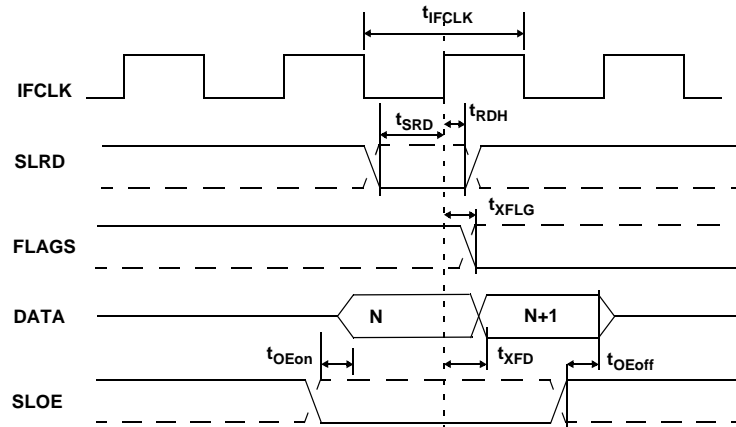 tIFCLK
IFCLK
tSRD
tRDH
SLRD
tXFLG
FLAGS
DATA
N
N+1
tOEon
tXFD
tOEoff
SLOE